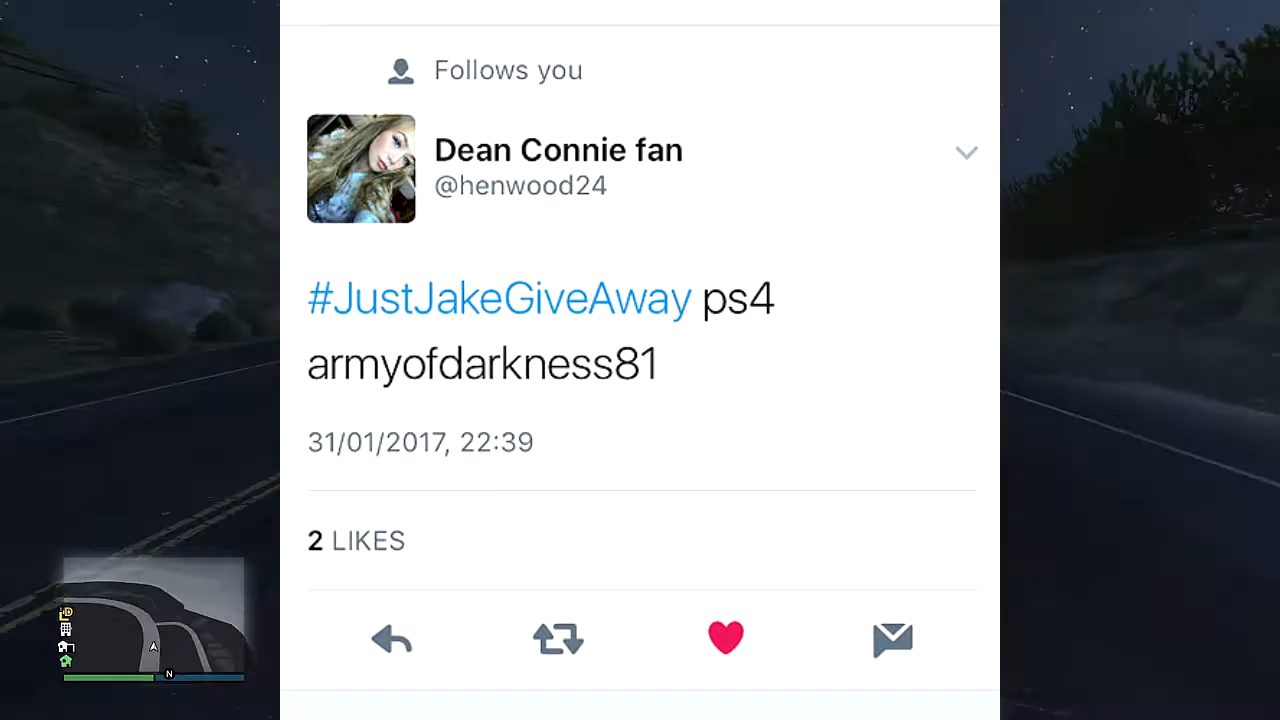 Follows you
Dean Connie fan
@henwood24
#JustJakeGiveAway ps4
armyofdarkness81
31/01/2017, 22:39
2 LIKES
N